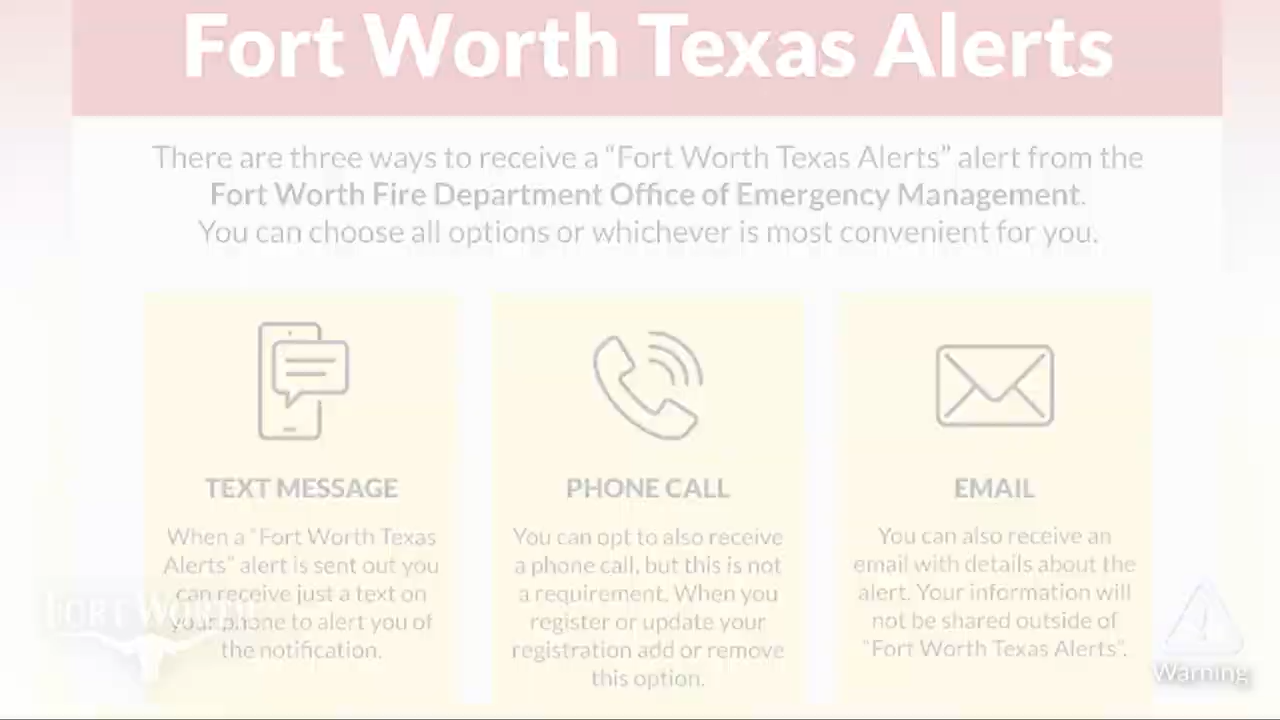 Fort Worth Texas Alerts
There are three ways to receive a “Fort Worth Texas Alerts” alert from the
Fort Worth Fire Department Office of Emergency Management.
You can choose all options or whichever is most convenient for you.
TEXT MESSAGE
When a “Fort Worth Texas
Alerts” alert is sent out you
can receive just a text on
your phone to alert you of
the notification.
PHONE CALL
You can opt to also receive
a phone call, but this is not
a requirement. When you
register or update your
registration add or remove
this option.
EMAIL
You can also receive an
email with details about the
alert. Your information will
not be shared outside of
“Fort Worth Texas Alerts”.
FORT WORTH
Warning